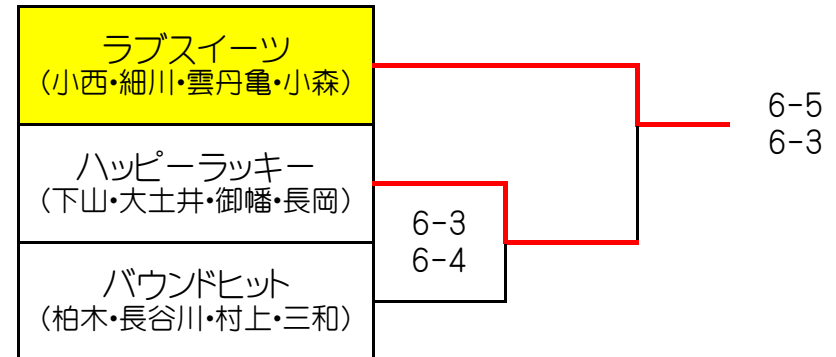 ラブスイーツ
(小西・細川・雲丹亀・小森)
6-5
6-3
ハッピーラッキー
(下山・大土井・御幡・長岡)
6-3
6-4
バウンドヒット
(柏木・長谷川・村上・三和)